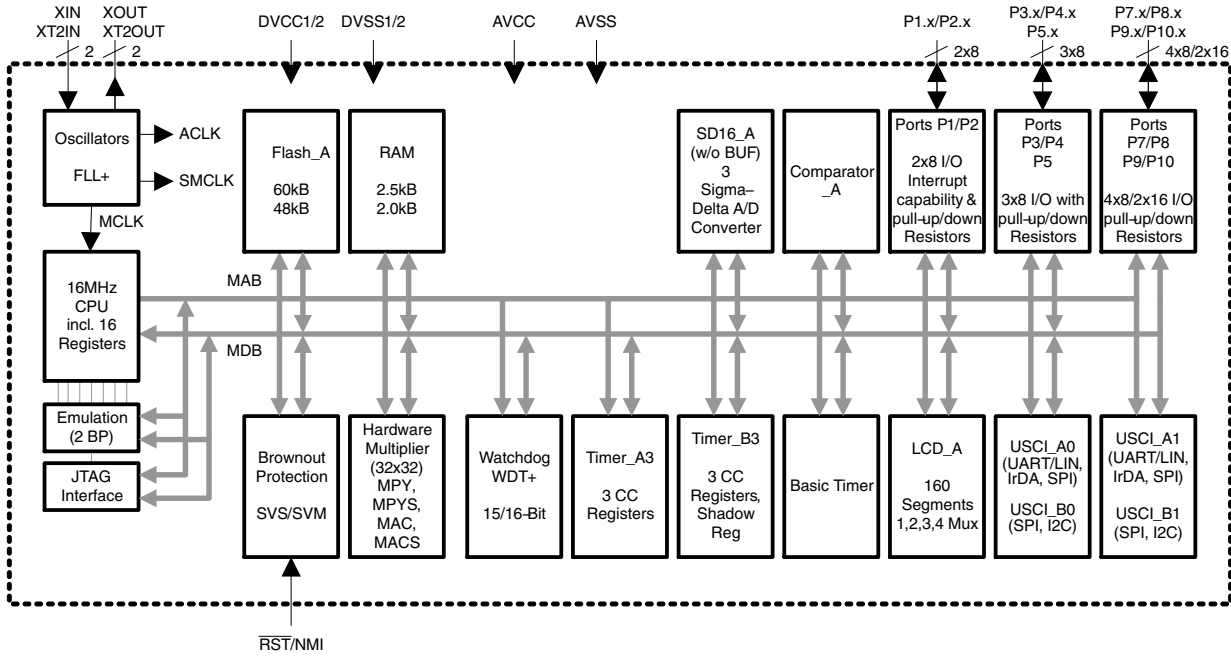 XIN
XT2IN
2
XOUT
XT2OUT
2
DVCC1/2
DVSS1/2
AVCC
AVSS
P1.x/P2.x
2x8
P3.x/P4.x
P5.x
3x8
P7.x/P8.x
P9.x/P10.x
4x8/2x16
Oscillators
FLL+
ACLK
SMCLK
MCLK
Flash_A
60kB
48kB
RAM
2.5kB
2.0kB
SD16_A
(w/o BUF)
3
Sigma–
Delta A/D
Converter
Comparator
_A
Ports P1/P2
2x8 I/O
Interrupt
capability &
pull-up/down
Resistors
Ports
P3/P4
P5
3x8 I/O with
pull-up/down
Resistors
Ports
P7/P8
P9/P10
4x8/2x16 I/O
pull-up/down
Resistors
16MHz
CPU
incl. 16
Registers
MAB
MDB
Emulation
(2 BP)
JTAG
Interface
Brownout
Protection
SVS/SVM
Hardware
Multiplier
(32x32)
MPY,
MPYS,
MAC,
MACS
Watchdog
WDT+
15/16-Bit
Timer_A3
3 CC
Registers
Timer_B3
3 CC
Registers,
Shadow
Reg
Basic Timer
LCD_A
160
Segments
1,2,3,4 Mux
USCI_A0
(UART/LIN,
IrDA, SPI)
USCI_B0
(SPI, I2C)
USCI_A1
(UART/LIN,
IrDA, SPI)
USCI_B1
(SPI, I2C)
RST/NMI